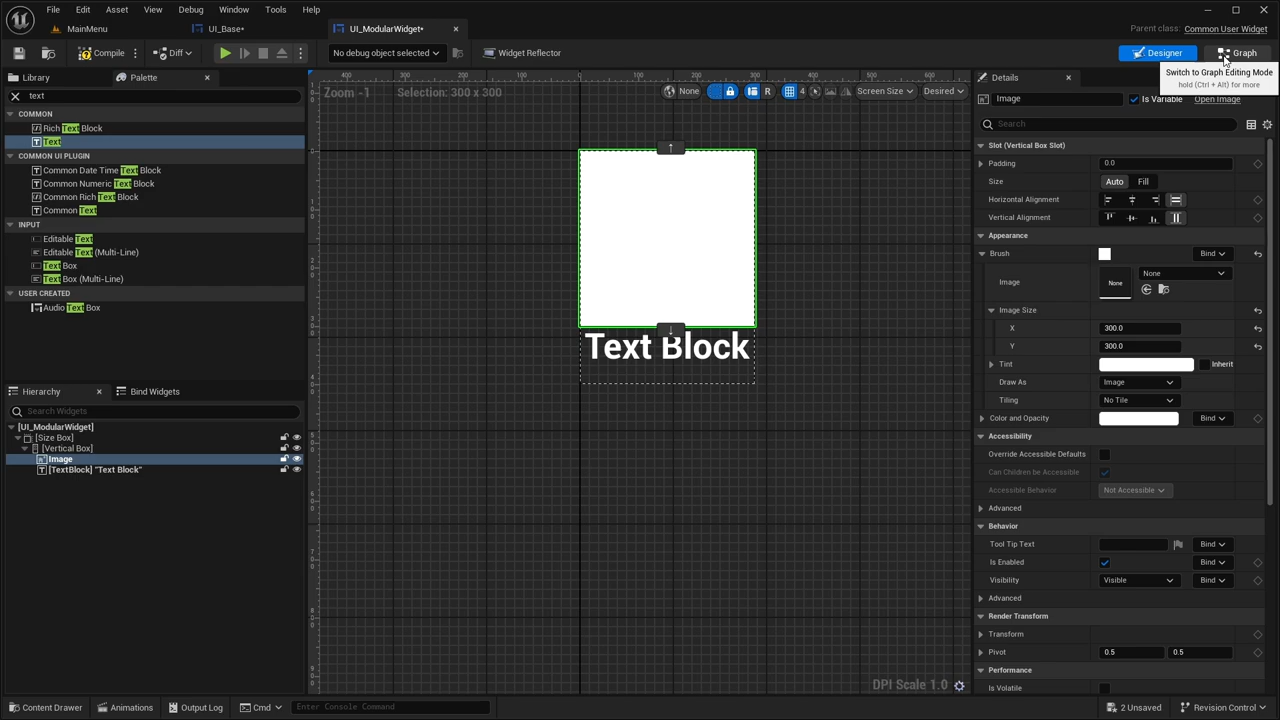 File Edit Asset View Debug Window Tools Help
MainMenu UI_Base* UI_ModularWidget* Parent class: Common User Widget
Compile Diff No debug object selected Widget Reflector Designer Graph
Switch to Graph Editing Mode
hold (Ctrl + Alt) for more
Library Palette
text
COMMON
Rich Text Block
Text
COMMON UI PLUGIN
Common Date Time Text Block
Common Numeric Text Block
Common Rich Text Block
Common Text
INPUT
Editable Text
Editable Text (Multi-Line)
Text Box
Text Box (Multi-Line)
USER CREATED
Audio Text Box
Hierarchy Bind Widgets
Search Widgets
[UI_ModularWidget]
[Size Box]
[Vertical Box]
Image
[TextBlock] "Text Block"
400 200 0 200 400 600
Zoom -1 Selection: 300 x 300 None R 4 Screen Size Desired
Text Block
DPI Scale 1.0
Details
Image Is Variable Open Image
Search
Slot (Vertical Box Slot)
Padding 0.0
Size Auto Fill
Horizontal Alignment
Vertical Alignment
Appearance
Brush Bind
Image None None
Image Size
X 300.0
Y 300.0
Tint Inherit
Draw As Image
Tiling No Tile
Color and Opacity Bind
Accessibility
Override Accessible Defaults
Can Children be Accessible
Accessible Behavior Not Accessible
Advanced
Behavior
Tool Tip Text Bind
Is Enabled Bind
Visibility Visible Bind
Advanced
Render Transform
Transform
Pivot 0.5 0.5
Performance
Is Volatile
Content Drawer Animations Output Log Cmd Enter Console Command 2 Unsaved Revision Control